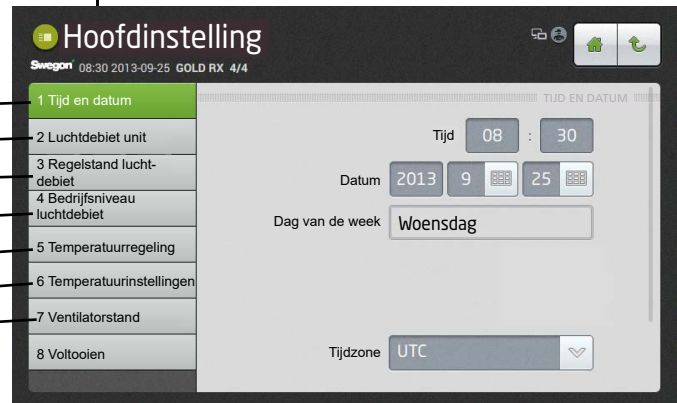 Hoofdinstelling
Swegon 08:30 2013-09-25 GOLD RX 4/4
1 Tijd en datum
2 Luchtdebiet unit
3 Regelstand lucht-
debiet
4 Bedrijfsniveau
luchtdebiet
5 Temperatuurregeling
6 Temperatuurinstellingen
7 Ventilatorstand
8 Voltooien
TIJD EN DATUM
Tijd 08 : 30
Datum 2013 9 25
Dag van de week Woensdag
Tijdzone UTC